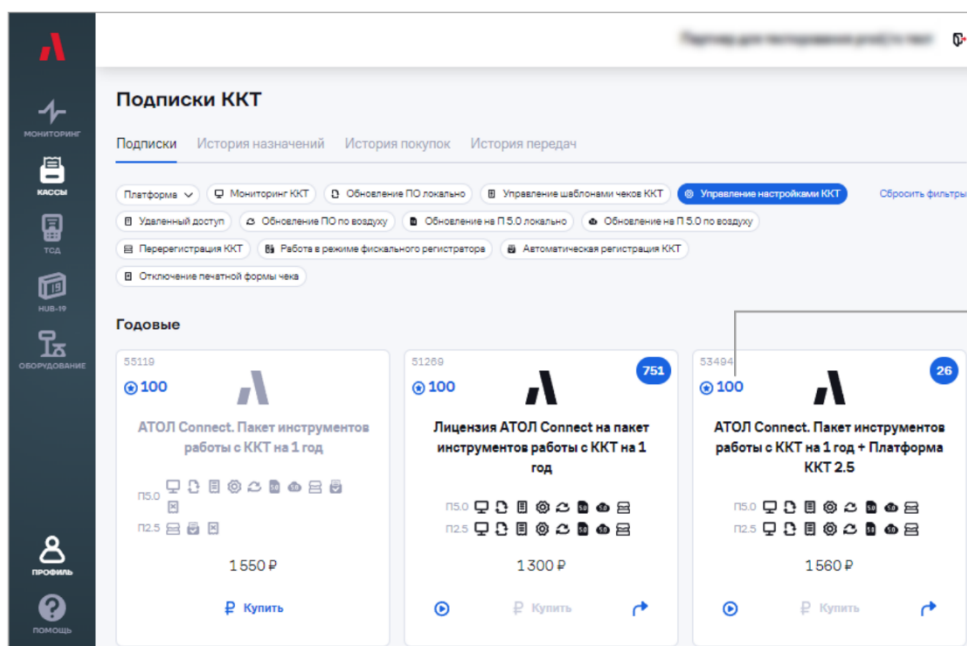 Подписки ККТ
Подписки История назначений История покупок История передач
Платформа Мониторинг ККТ Обновление ПО локально Управление шаблонами чеков ККТ Управление настройками ККТ Сбросить фильтры
Удаленный доступ Обновление ПО по воздуху Обновление на П 5.0 локально Обновление на П 5.0 по воздуху
Перерегистрация ККТ Работа в режиме фискального регистратора Автоматическая регистрация ККТ
Отключение печатной формы чека
МОНИТОРИНГ
КАССЫ
ТСД
HUB-19
ОБОРУДОВАНИЕ
ПРОФИЛЬ
ПОМОЩЬ
Годовые
55119
100
АТОЛ Connect. Пакет инструментов
работы с ККТ на 1 год
П5.0
П2.5
1 550 ₽
₽ Купить
51269
751
100
Лицензия АТОЛ Connect на пакет
инструментов работы с ККТ на 1
год
П5.0
П2.5
1 300 ₽
₽ Купить
53494
26
100
АТОЛ Connect. Пакет инструментов
работы с ККТ на 1 год + Платформа
ККТ 2.5
П5.0
П2.5
1 560 ₽
₽ Купить